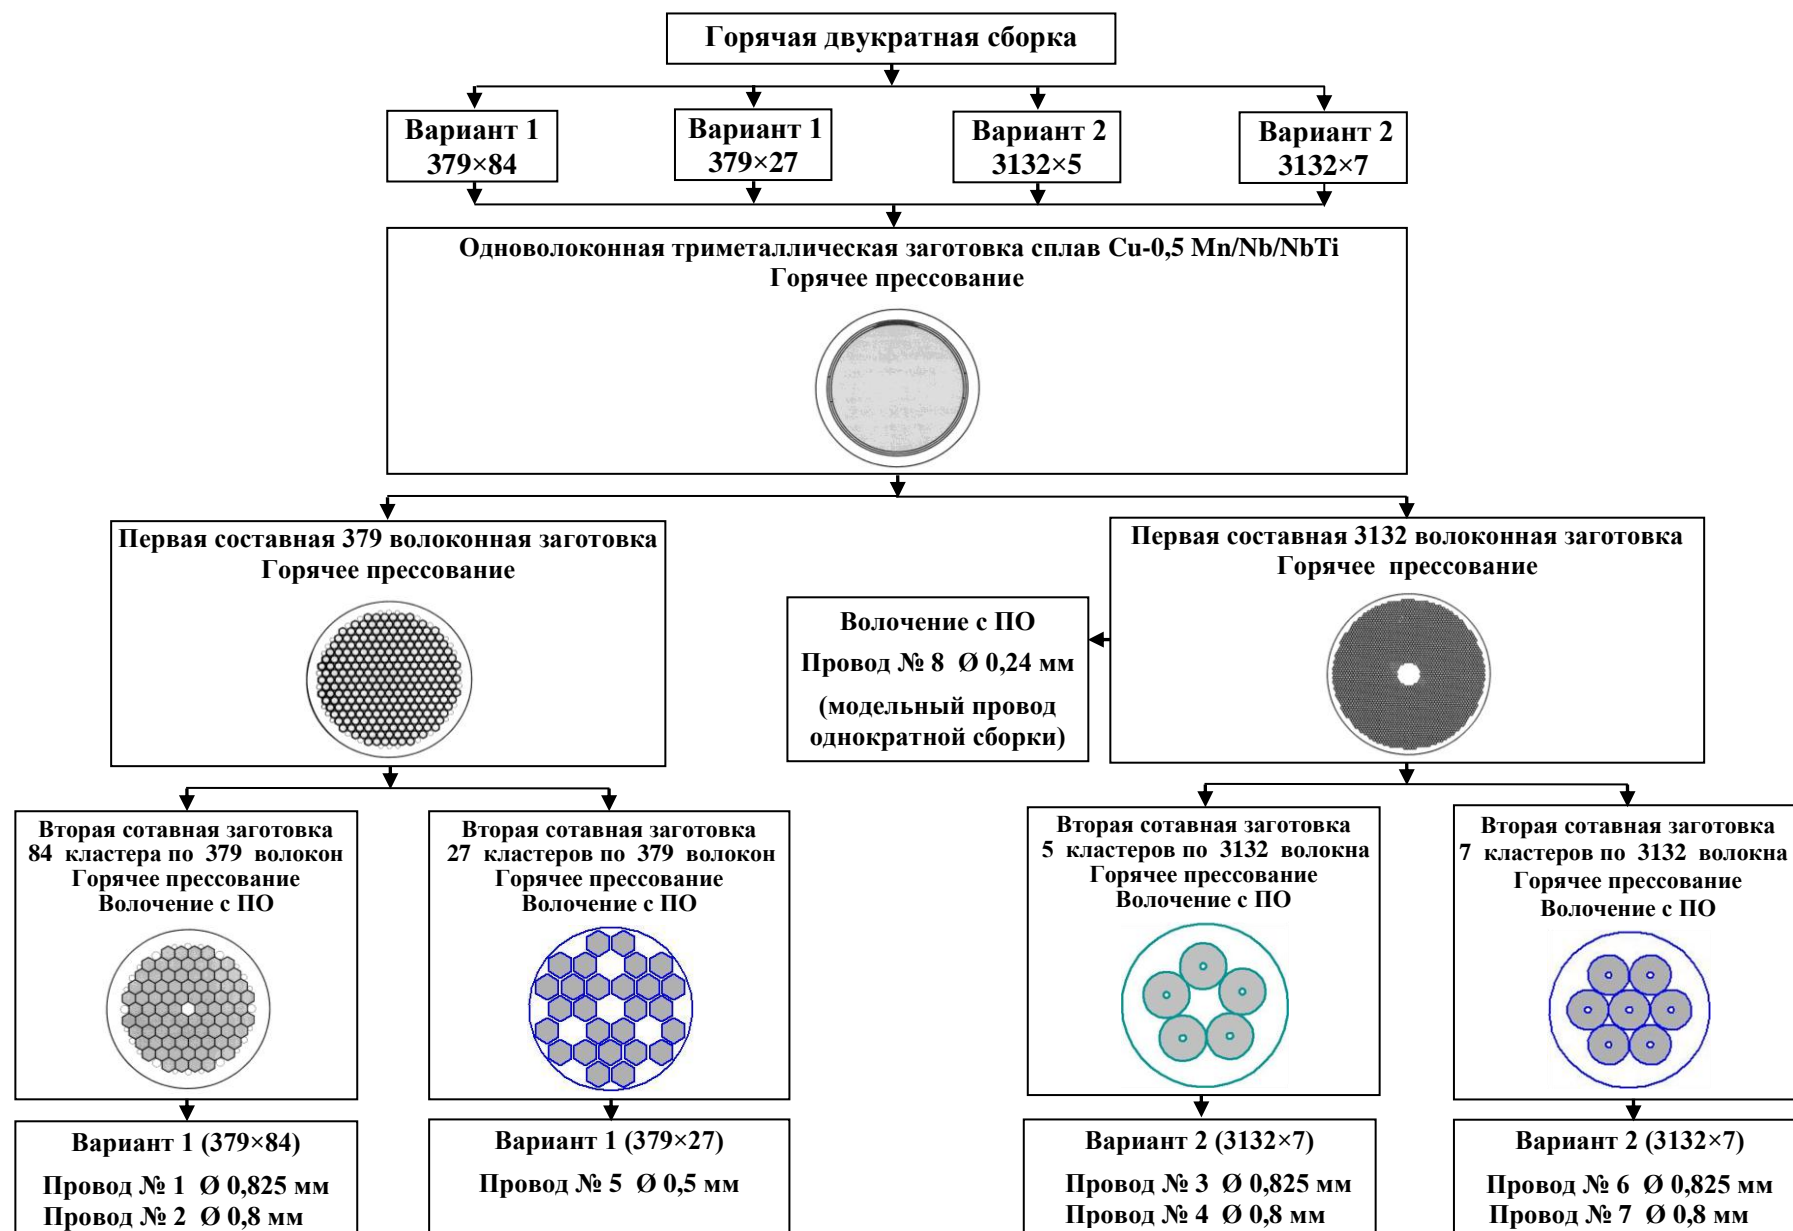 Горячая двукратная сборка
Вариант 1
379×84
Вариант 1
379×27
Вариант 2
3132×5
Вариант 2
3132×7
Одноволоконная триметаллическая заготовка сплав Cu-0,5 Mn/Nb/NbTi
Горячее прессование
Первая составная 379 волоконная заготовка
Горячее прессование
Волочение с ПО
Провод № 8 Ø 0,24 мм
(модельный провод
однократной сборки)
Первая составная 3132 волоконная заготовка
Горячее прессование
Вторая сотавная заготовка
84 кластера по 379 волокон
Горячее прессование
Волочение с ПО
Вторая сотавная заготовка
27 кластеров по 379 волокон
Горячее прессование
Волочение с ПО
Вторая сотавная заготовка
5 кластеров по 3132 волокна
Горячее прессование
Волочение с ПО
Вторая сотавная заготовка
7 кластеров по 3132 волокна
Горячее прессование
Волочение с ПО
Вариант 1 (379×84)
Провод № 1 Ø 0,825 мм
Провод № 2 Ø 0,8 мм
Вариант 1 (379×27)
Провод № 5 Ø 0,5 мм
Вариант 2 (3132×7)
Провод № 3 Ø 0,825 мм
Провод № 4 Ø 0,8 мм
Вариант 2 (3132×7)
Провод № 6 Ø 0,825 мм
Провод № 7 Ø 0,8 мм